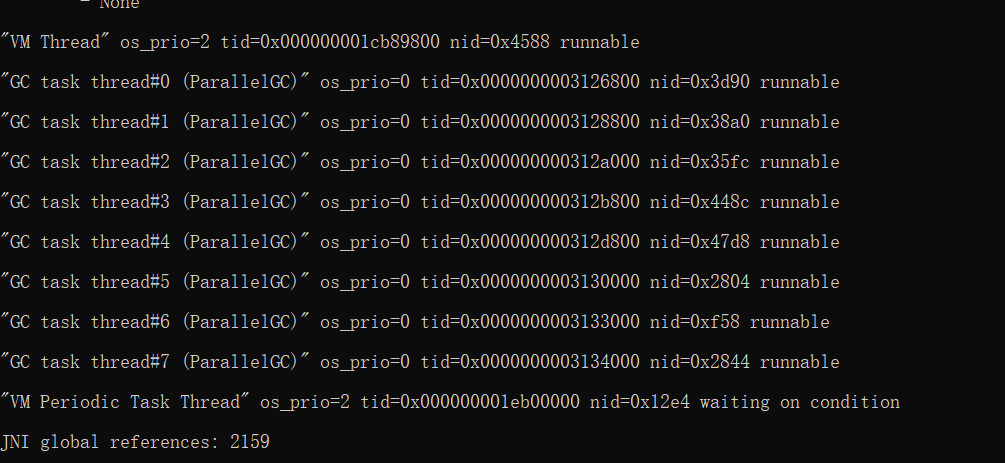 - None
"VM Thread" os_prio=2 tid=0x000000001cb89800 nid=0x4588 runnable
"GC task thread#0 (ParallelGC)" os_prio=0 tid=0x0000000003126800 nid=0x3d90 runnable
"GC task thread#1 (ParallelGC)" os_prio=0 tid=0x0000000003128800 nid=0x38a0 runnable
"GC task thread#2 (ParallelGC)" os_prio=0 tid=0x000000000312a000 nid=0x35fc runnable
"GC task thread#3 (ParallelGC)" os_prio=0 tid=0x000000000312b800 nid=0x448c runnable
"GC task thread#4 (ParallelGC)" os_prio=0 tid=0x000000000312d800 nid=0x47d8 runnable
"GC task thread#5 (ParallelGC)" os_prio=0 tid=0x0000000003130000 nid=0x2804 runnable
"GC task thread#6 (ParallelGC)" os_prio=0 tid=0x0000000003133000 nid=0xf58 runnable
"GC task thread#7 (ParallelGC)" os_prio=0 tid=0x0000000003134000 nid=0x2844 runnable
"VM Periodic Task Thread" os_prio=2 tid=0x000000001eb00000 nid=0x12e4 waiting on condition
JNI global references: 2159